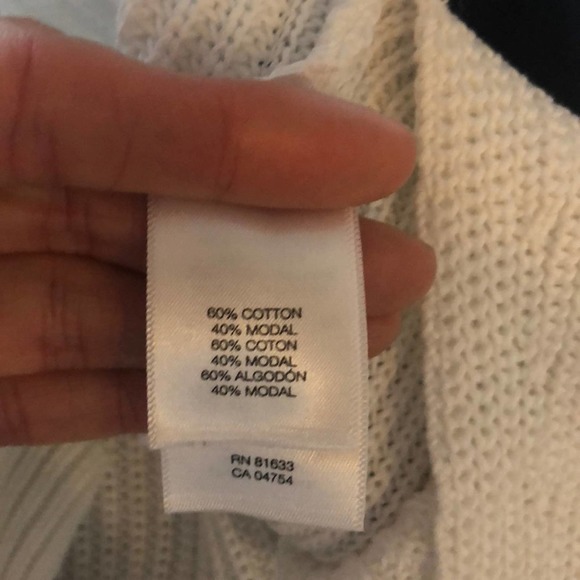 60% COTTON
40% MODAL
60% COTON
40% MODAL
60% ALGODÓN
40% MODAL
RN 81633
CA 04754